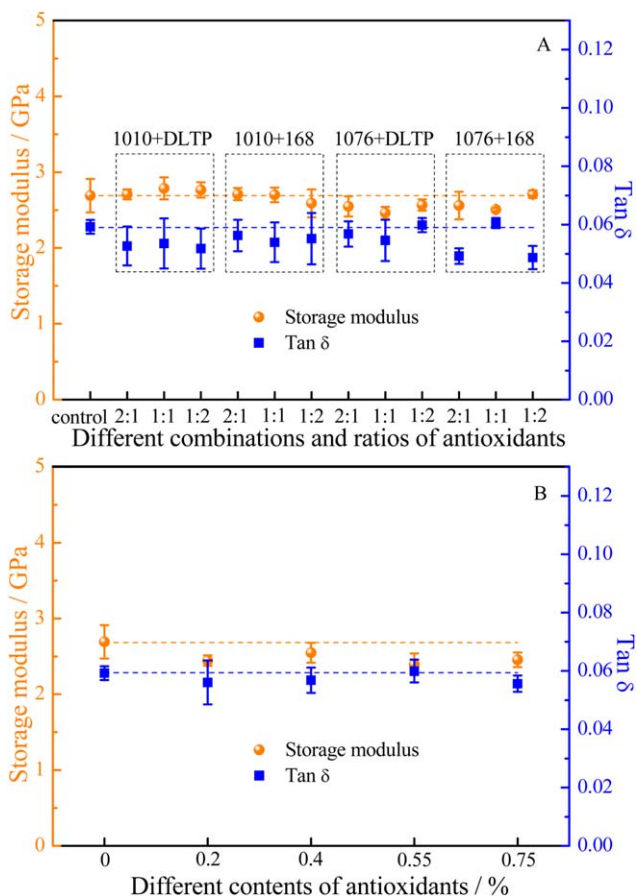 A
5
4
3
2
1
0
Storage modulus / GPa
0.12
0.10
0.08
0.06
0.04
0.02
0.00
Tan δ
1010+DLTP 1010+168 1076+DLTP 1076+168
Storage modulus
Tan δ
control 2:1 1:1 1:2 2:1 1:1 1:2 2:1 1:1 1:2 2:1 1:1 1:2
Different combinations and ratios of antioxidants
B
5
4
3
2
1
0
Storage modulus / GPa
0.12
0.10
0.08
0.06
0.04
0.02
0.00
Tan δ
Storage modulus
Tan δ
0 0.2 0.4 0.55 0.75
Different contents of antioxidants / %